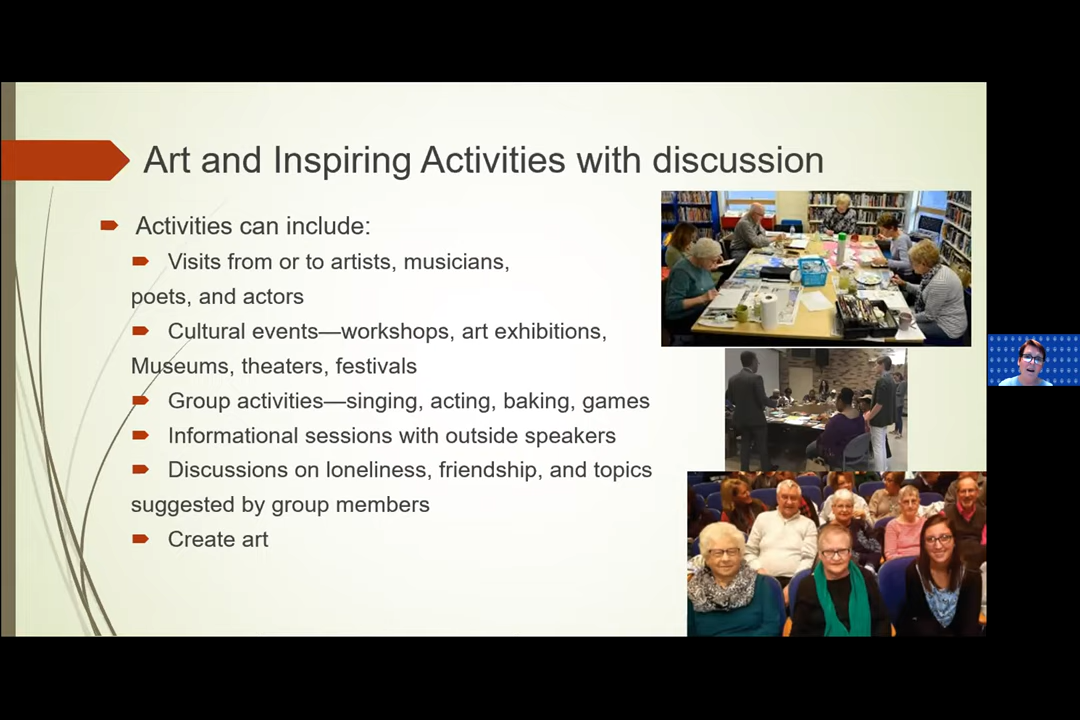 Art and Inspiring Activities with discussion
Activities can include:
Visits from or to artists, musicians,
poets, and actors
Cultural events—workshops, art exhibitions,
Museums, theaters, festivals
Group activities—singing, acting, baking, games
Informational sessions with outside speakers
Discussions on loneliness, friendship, and topics
suggested by group members
Create art